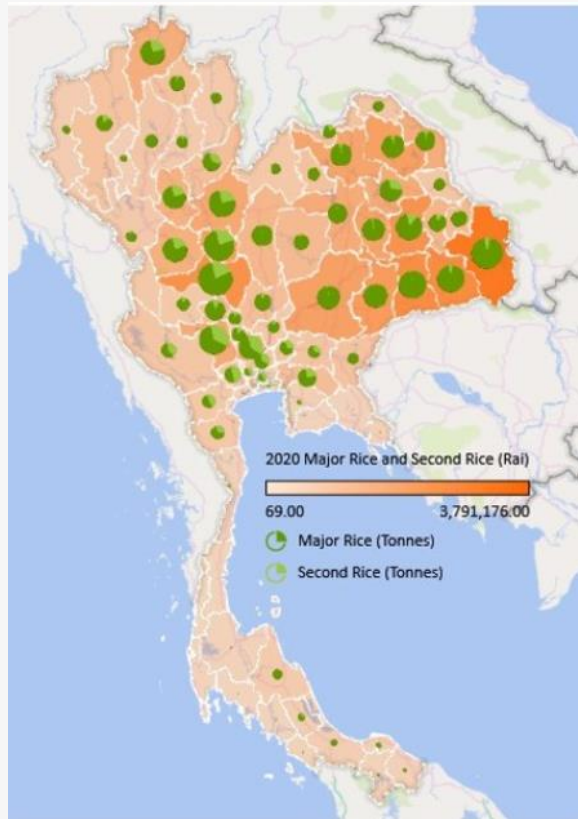 2020 Major Rice and Second Rice (Rai)
69.00 3,791,176.00
Major Rice (Tonnes)
Second Rice (Tonnes)